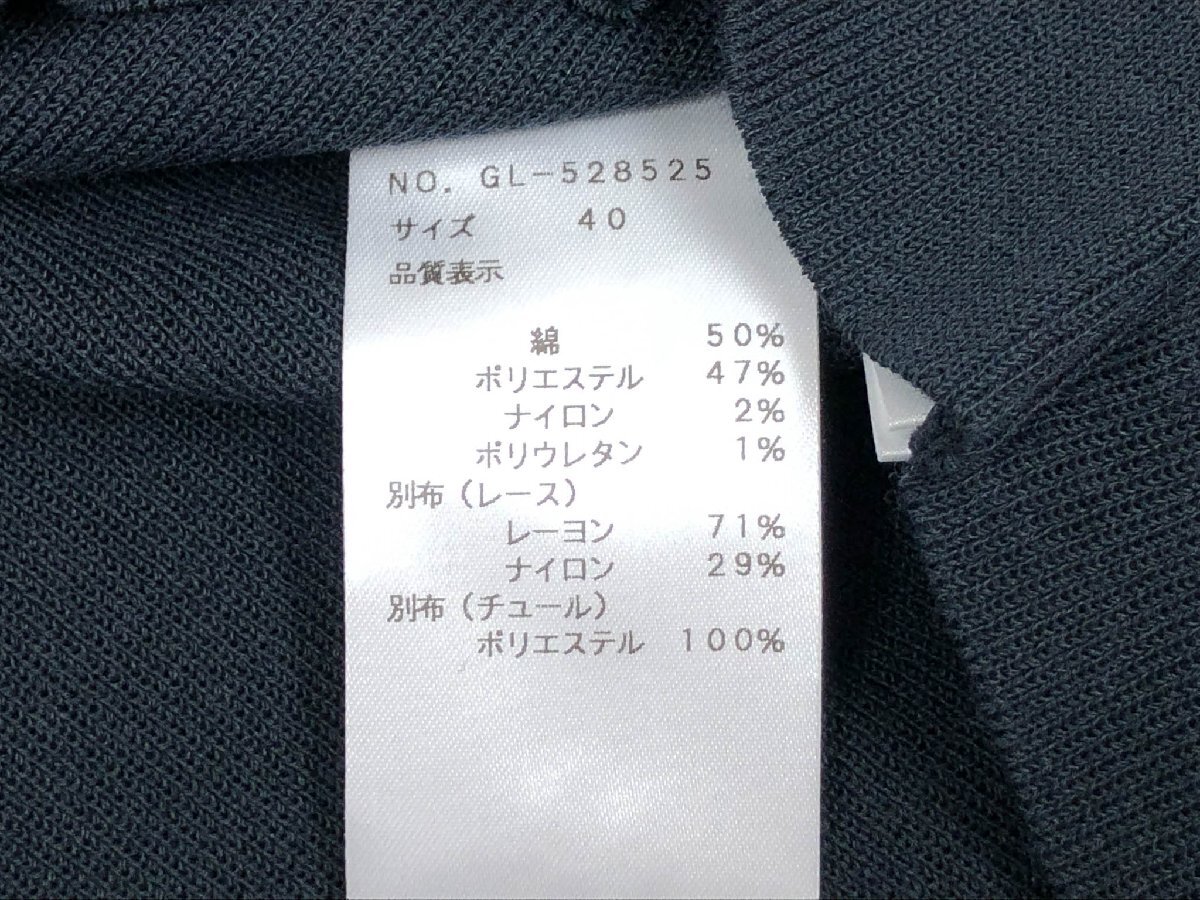 NO. GL-528525
サイズ 40
品質表示
綿 50%
ポリエステル 47%
ナイロン 2%
ポリウレタン 1%
別布(レース)
レーヨン 71%
ナイロン 29%
別布(チュール)
ポリエステル 100%